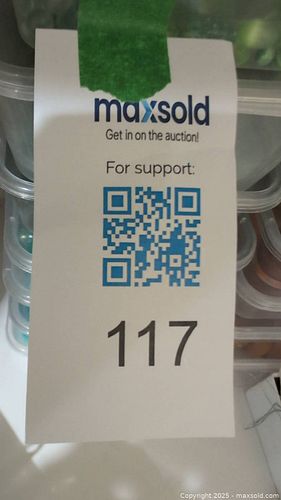 maxsold
Get in on the auction!
For support:
117
Copyright© 2025 - maxsold.com